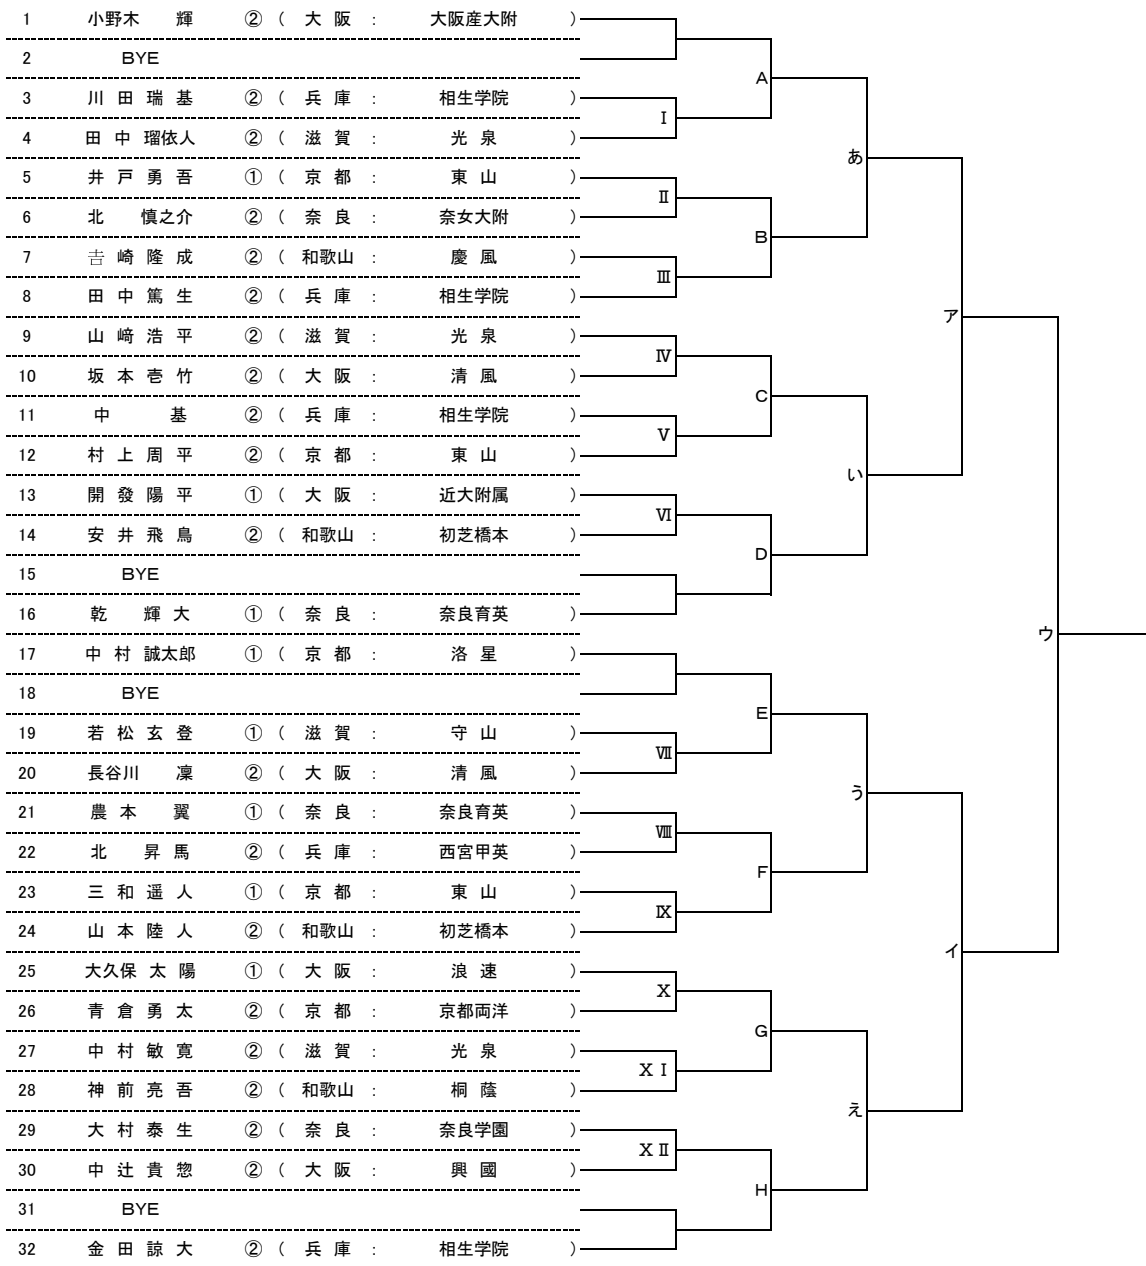 1 小野木 輝 ② ( 大 阪 : 大阪産大附 )
2 BYE
A
3 川 田 瑞 基 ② ( 兵 庫 : 相生学院 )
Ⅰ
4 田 中 瑠依人 ② ( 滋 賀 : 光 泉 )
あ
5 井 戸 勇 吾 ① ( 京 都 : 東 山 )
Ⅱ
6 北 慎之介 ② ( 奈 良 : 奈女大附 )
B
7 𠮷 崎 隆 成 ② ( 和歌山 : 慶 風 )
Ⅲ
8 田 中 篤 生 ② ( 兵 庫 : 相生学院 )
ア
9 山 﨑 浩 平 ② ( 滋 賀 : 光 泉 )
Ⅳ
10 坂 本 壱 竹 ② ( 大 阪 : 清 風 )
C
11 中 基 ② ( 兵 庫 : 相生学院 )
Ⅴ
12 村 上 周 平 ② ( 京 都 : 東 山 )
い
13 開 發 陽 平 ① ( 大 阪 : 近大附属 )
Ⅵ
14 安 井 飛 鳥 ② ( 和歌山 : 初芝橋本 )
D
15 BYE
16 乾 輝 大 ① ( 奈 良 : 奈良育英 )
ウ
17 中 村 誠太郎 ① ( 京 都 : 洛 星 )
18 BYE
E
19 若 松 玄 登 ① ( 滋 賀 : 守 山 )
Ⅶ
20 長谷川 凜 ② ( 大 阪 : 清 風 )
う
21 農 本 翼 ① ( 奈 良 : 奈良育英 )
Ⅷ
22 北 昇 馬 ② ( 兵 庫 : 西宮甲英 )
F
23 三 和 遥 人 ① ( 京 都 : 東 山 )
Ⅸ
24 山 本 陸 人 ② ( 和歌山 : 初芝橋本 )
イ
25 大久保 太 陽 ① ( 大 阪 : 浪 速 )
Ⅹ
26 青 倉 勇 太 ② ( 京 都 : 京都両洋 )
G
27 中 村 敏 寛 ② ( 滋 賀 : 光 泉 )
ⅩⅠ
28 神 前 亮 吾 ② ( 和歌山 : 桐 蔭 )
え
29 大 村 泰 生 ② ( 奈 良 : 奈良学園 )
ⅩⅡ
30 中 辻 貴 惣 ② ( 大 阪 : 興 國 )
H
31 BYE
32 金 田 諒 大 ② ( 兵 庫 : 相生学院 )